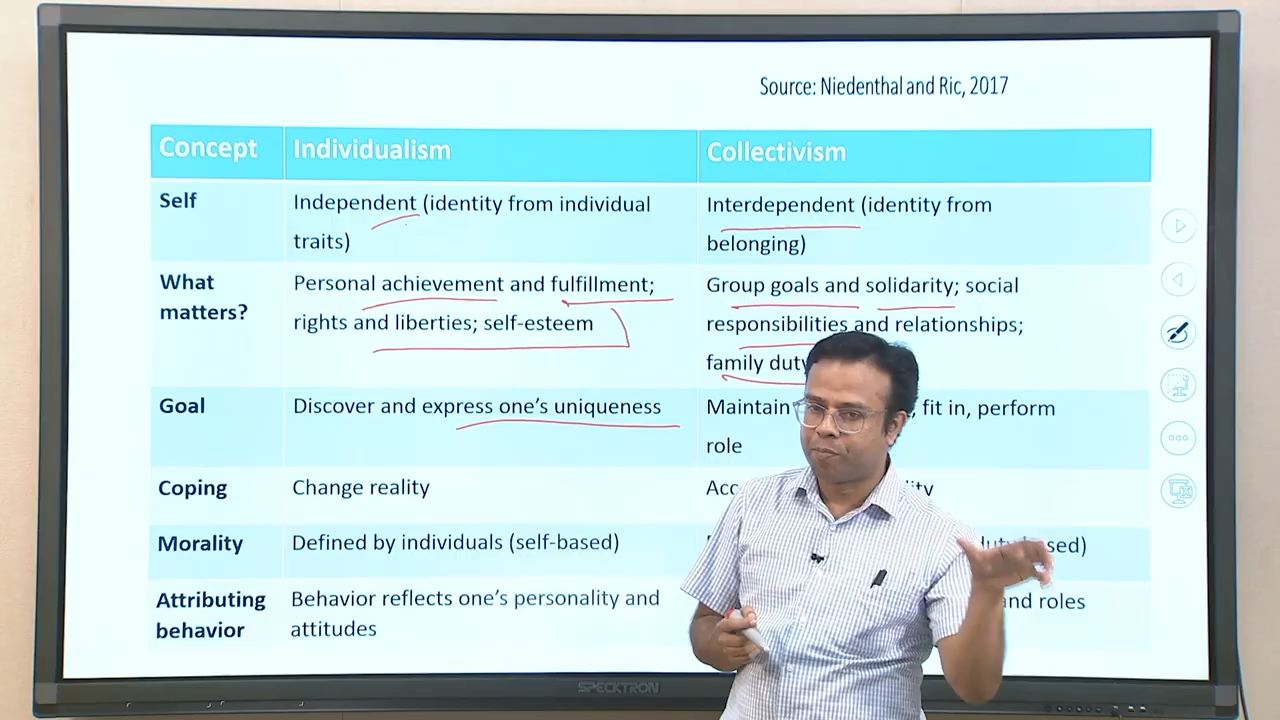 Source: Niedenthal and Ric, 2017
Concept Individualism Collectivism
Self Independent (identity from individual traits) Interdependent (identity from belonging)
What matters? Personal achievement and fulfillment; rights and liberties; self-esteem Group goals and solidarity; social responsibilities and relationships; family duty
Goal Discover and express one's uniqueness Maintain fit in, perform role
Coping Change reality
Morality Defined by individuals (self-based)
Attributing behavior Behavior reflects one's personality and attitudes and roles
SPECKTRON